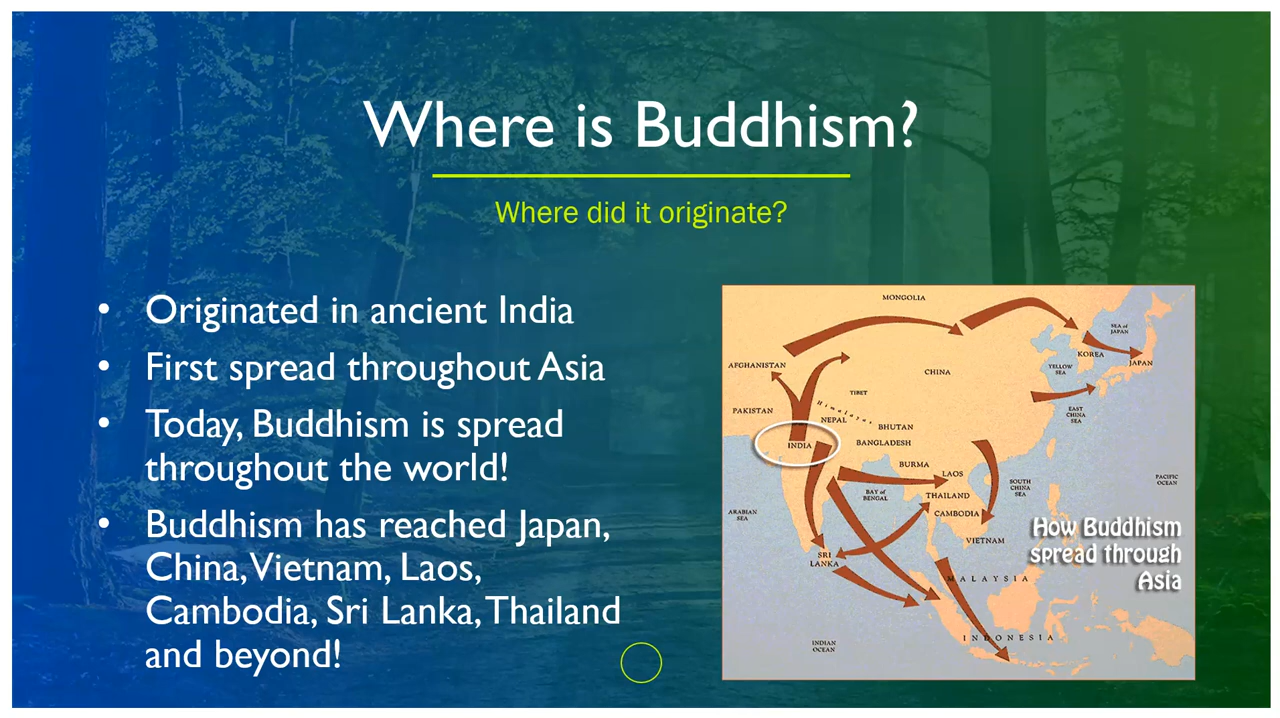 Where is Buddhism?
Where did it originate?
• Originated in ancient India
• First spread throughout Asia
• Today, Buddhism is spread
throughout the world!
• Buddhism has reached Japan,
China, Vietnam, Laos,
Cambodia, Sri Lanka, Thailand
and beyond!
MONGOLIA
SEA of
JAPAN
KOREA
JAPAN
AFGHANISTAN
YELLOW
SEA
CHINA
TIBET
Himalayas
PAKISTAN
NEPAL
EAST
CHINA
SEA
BHUTAN
INDIA
BANGLADESH
BURMA
LAOS
PACIFIC
OCEAN
SOUTH
CHINA
SEA
BAY of
BENGAL
THAILAND
ARABIAN
SEA
CAMBODIA
VIETNAM
How Buddhism
spread through
Asia
SRI
LANKA
MALAYSIA
INDONESIA
INDIAN
OCEAN